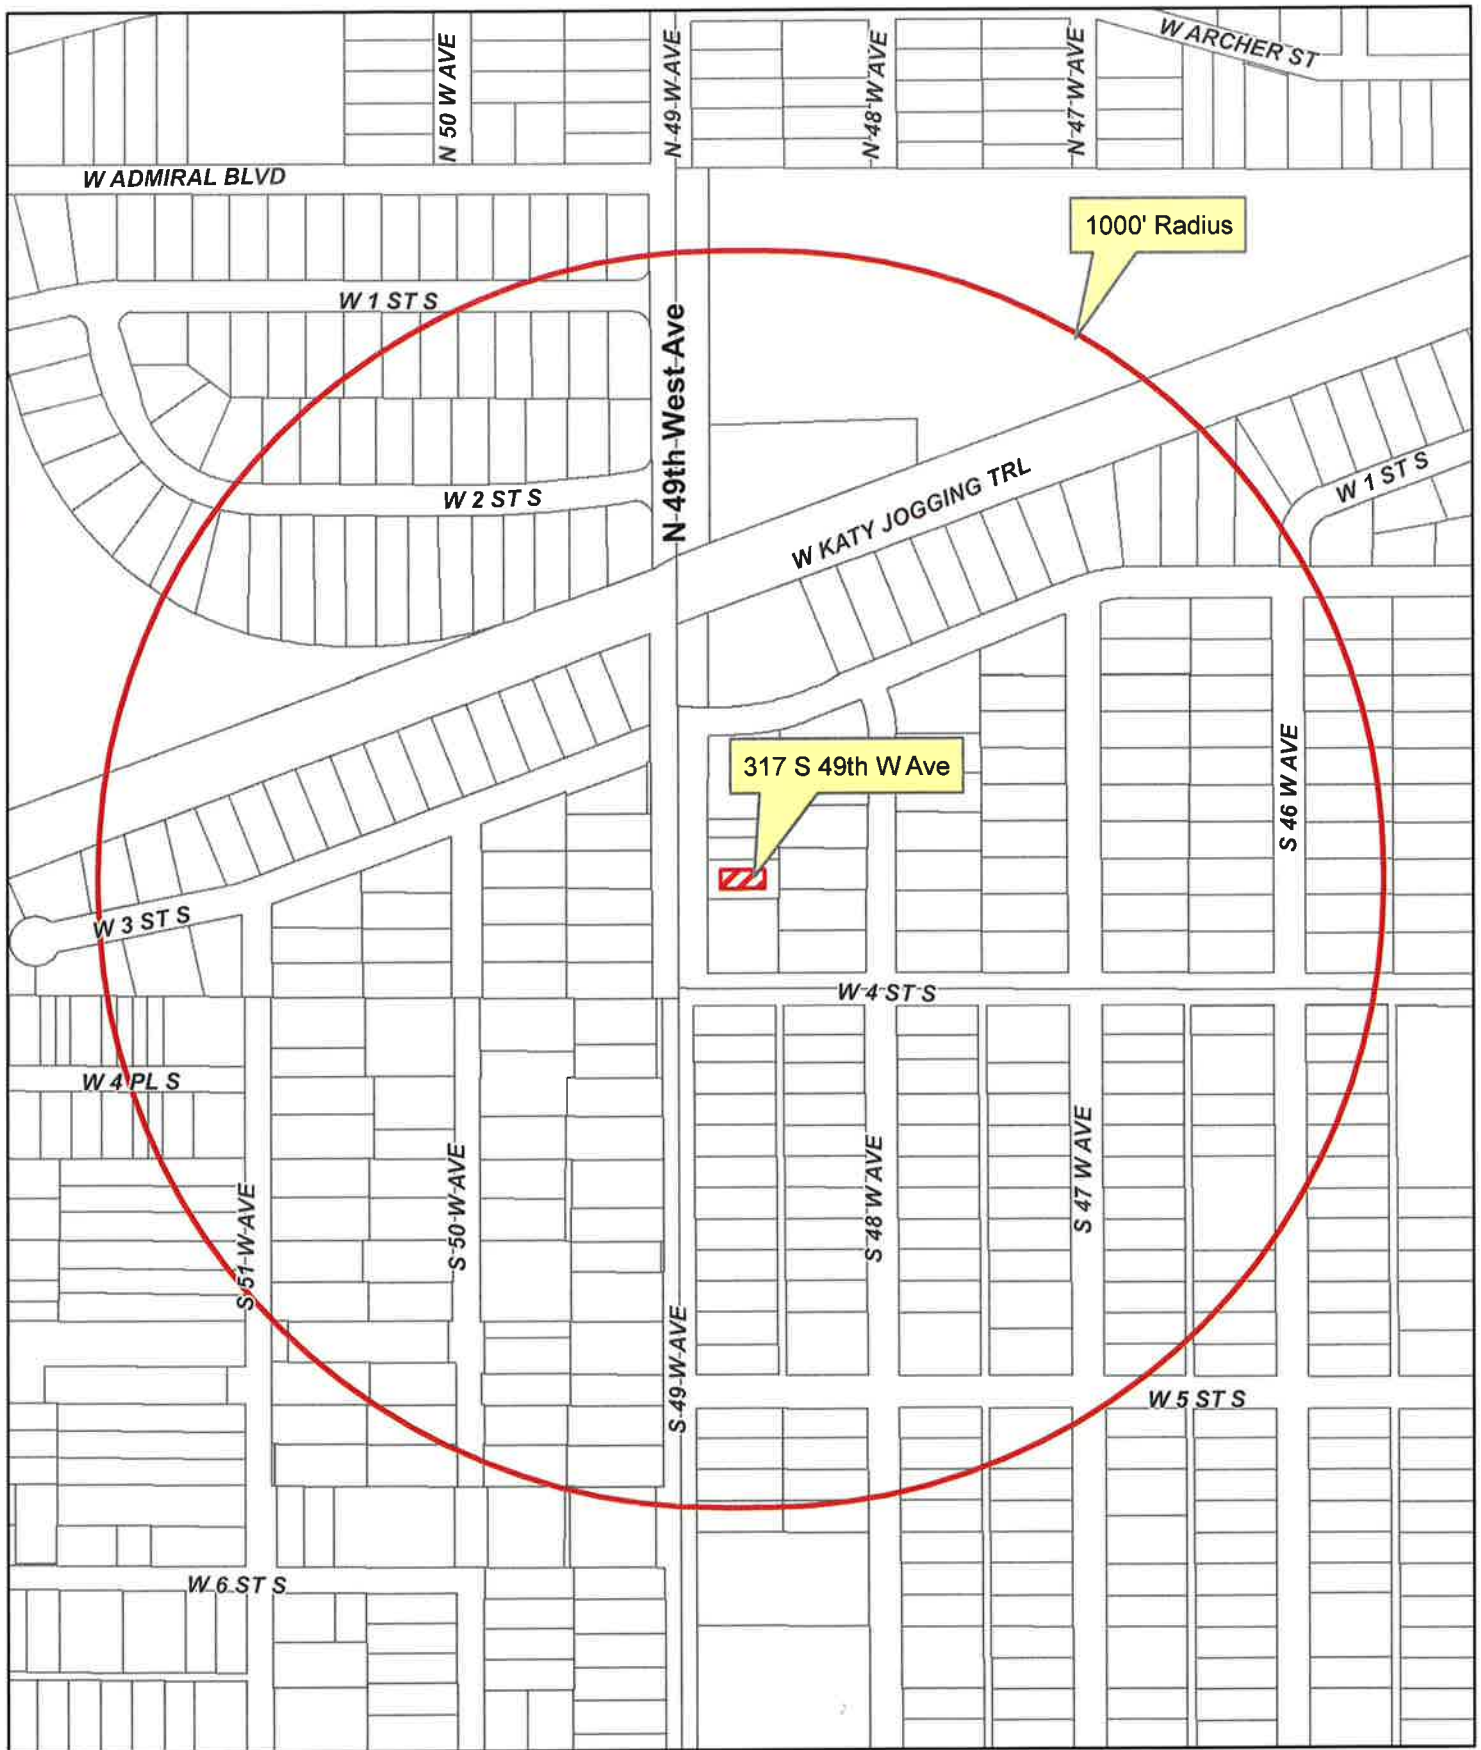 W ARCHER ST
N 50 W AVE
N 49 W AVE
N 48 W AVE
N 47 W AVE
W ADMIRAL BLVD
1000' Radius
W 1 ST S
N 49th West Ave
W 2 ST S
W KATY JOGGING TRL
W 1 ST S
317 S 49th W Ave
S 46 W AVE
W 3 ST S
W 4 ST S
W 4 PL S
S 51 W AVE
S 50 W AVE
S 48 W AVE
S 47 W AVE
S 49 W AVE
W 5 ST S
W 6 ST S